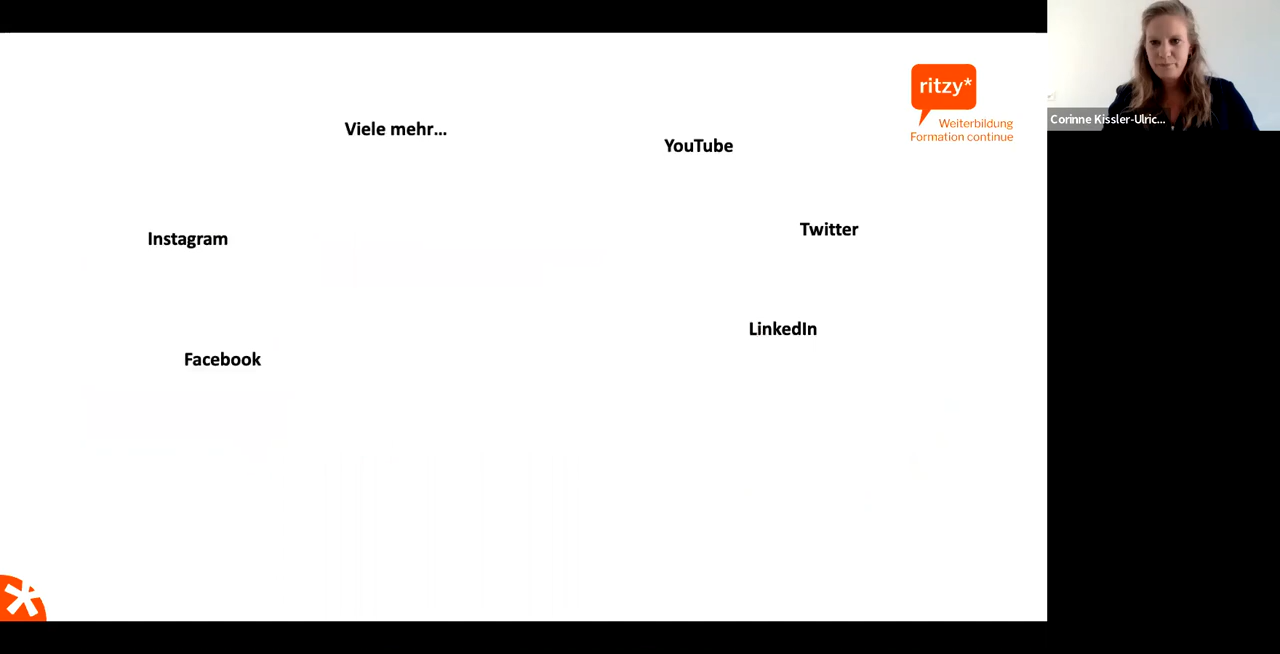 ritzy*
Weiterbildung
Formation continue
Corinne Kissler-Ulric...
Viele mehr...
YouTube
Instagram
Twitter
Facebook
LinkedIn